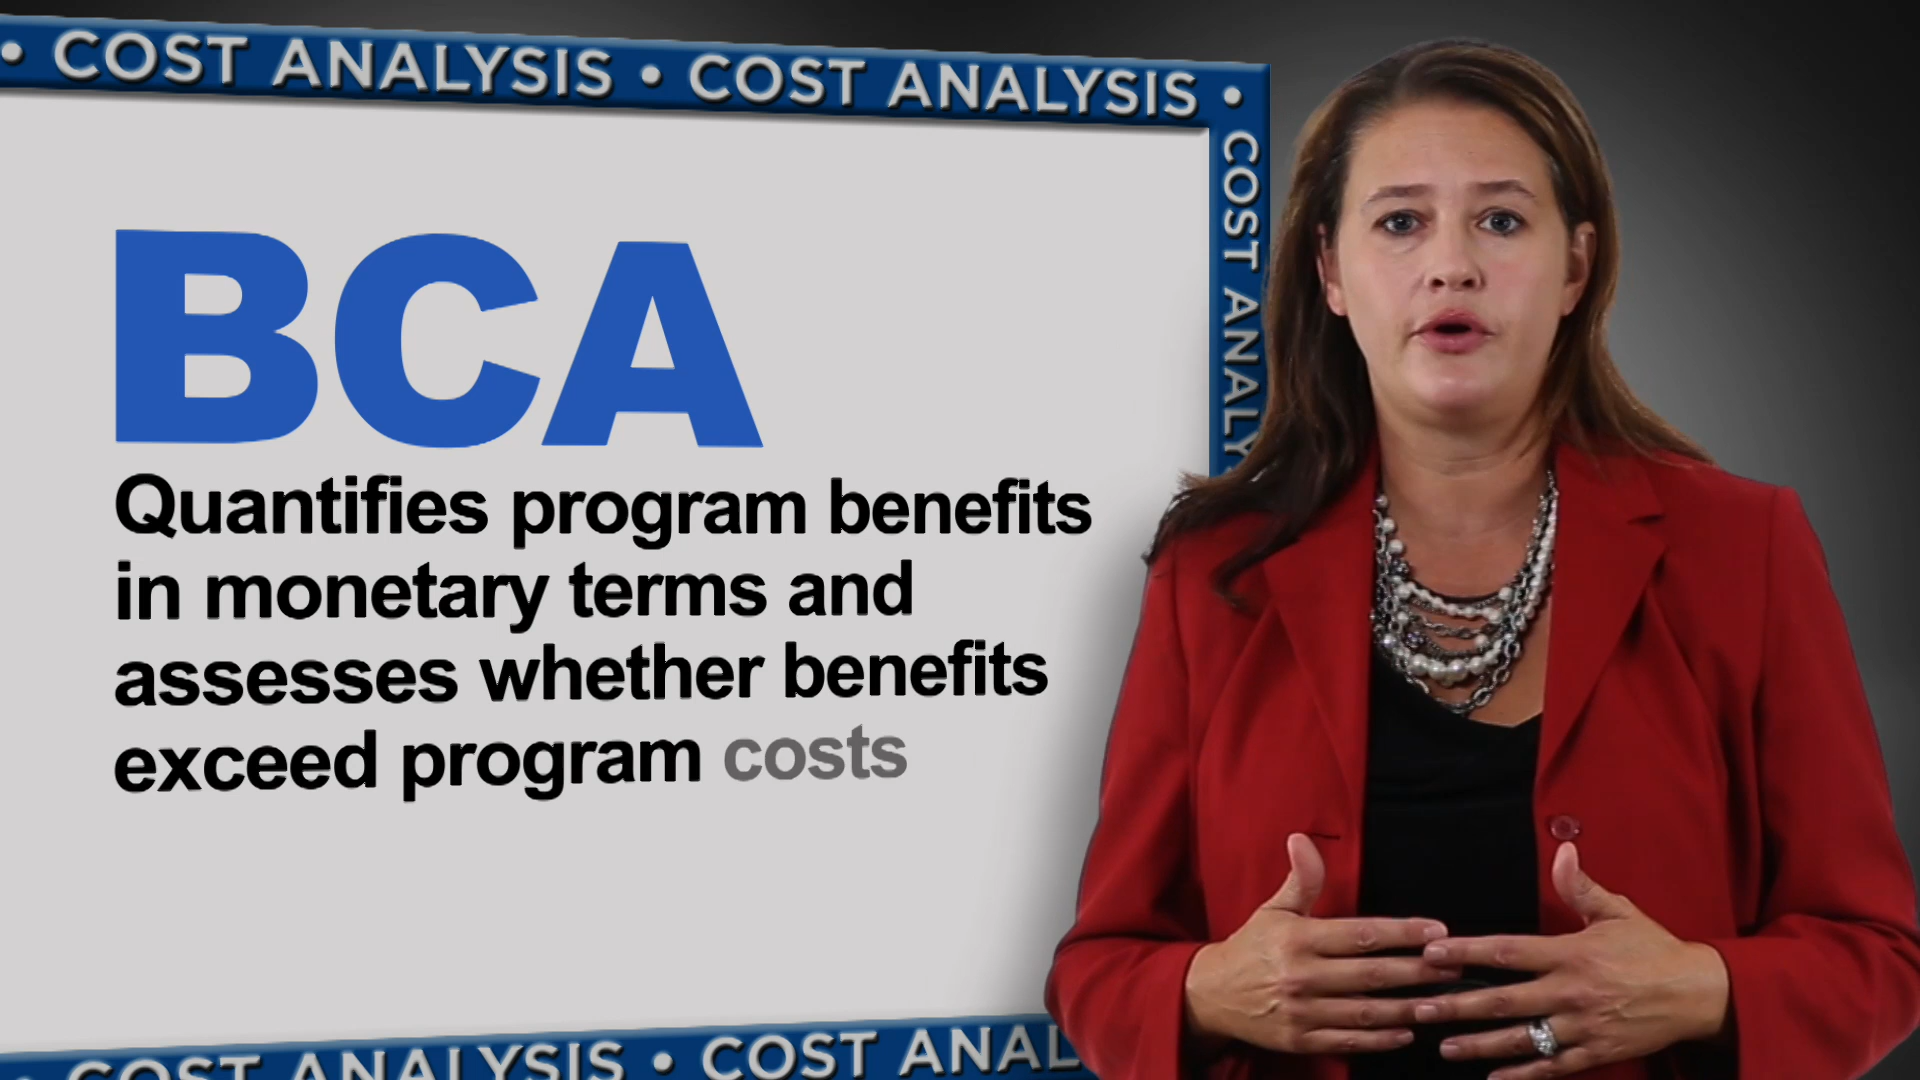 • COST ANALYSIS • COST ANALYSIS •
COST ANALYS
BCA
Quantifies program benefits
in monetary terms and
assesses whether benefits
exceed program costs
COST ANALYSIS • COST ANAL